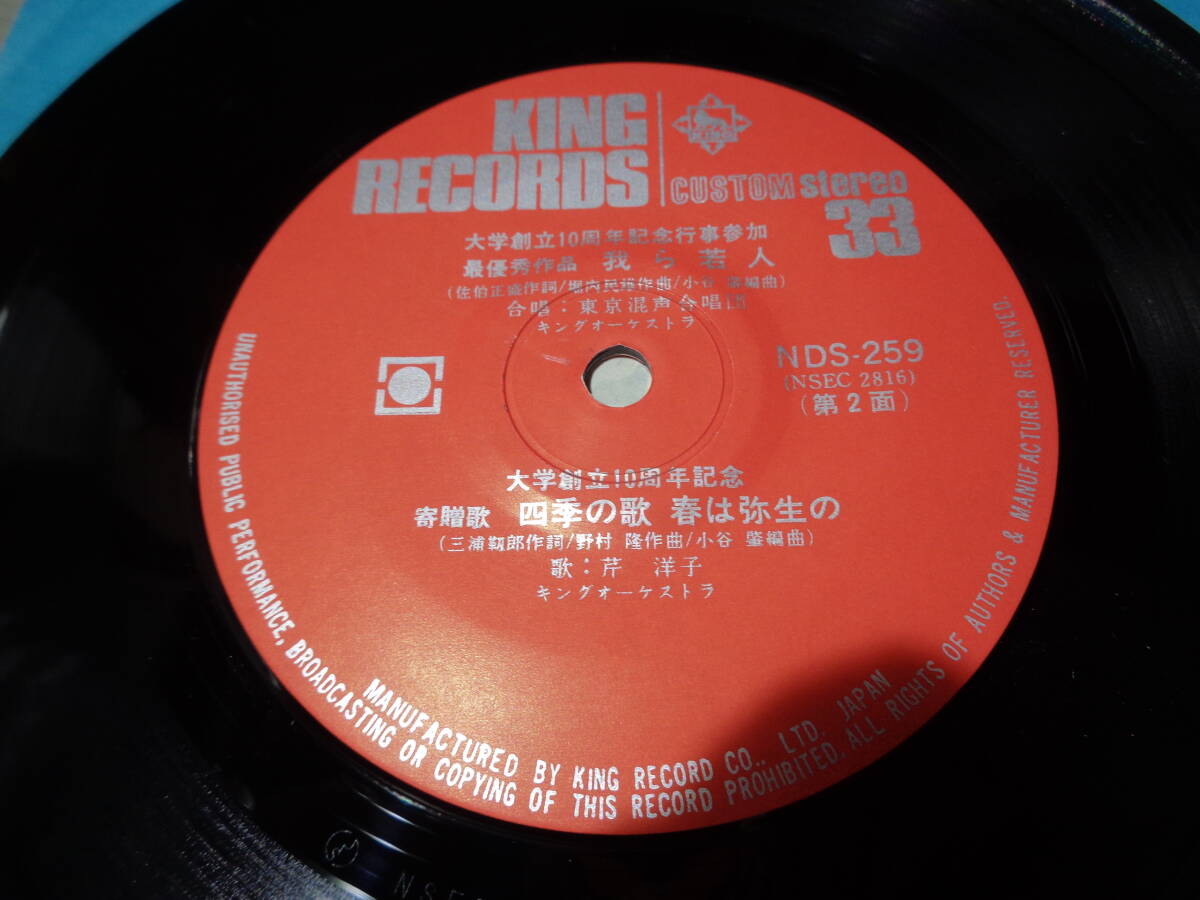 KING
RECORDS
CUSTOM stereo
33
大学創立10周年記念行事参加
最優秀作品 我ら若人
(佐伯正盛作詞/堀内民雄作曲/小谷 肇編曲)
合唱:東京混声合唱団
キングオーケストラ
NDS-259
(NSEC 2816)
(第2面)
大学創立10周年記念
寄贈歌 四季の歌 春は弥生の
(三浦靱郎作詞/野村 隆作曲/小谷 肇編曲)
歌:芹 洋子
キングオーケストラ
MANUFACTURED BY KING RECORD CO., LTD. JAPAN
UNAUTHORISED PUBLIC PERFORMANCE, BROADCASTING OR COPYING OF THIS RECORD PROHIBITED. ALL RIGHTS OF AUTHORS & MANUFACTURER RESERVED.